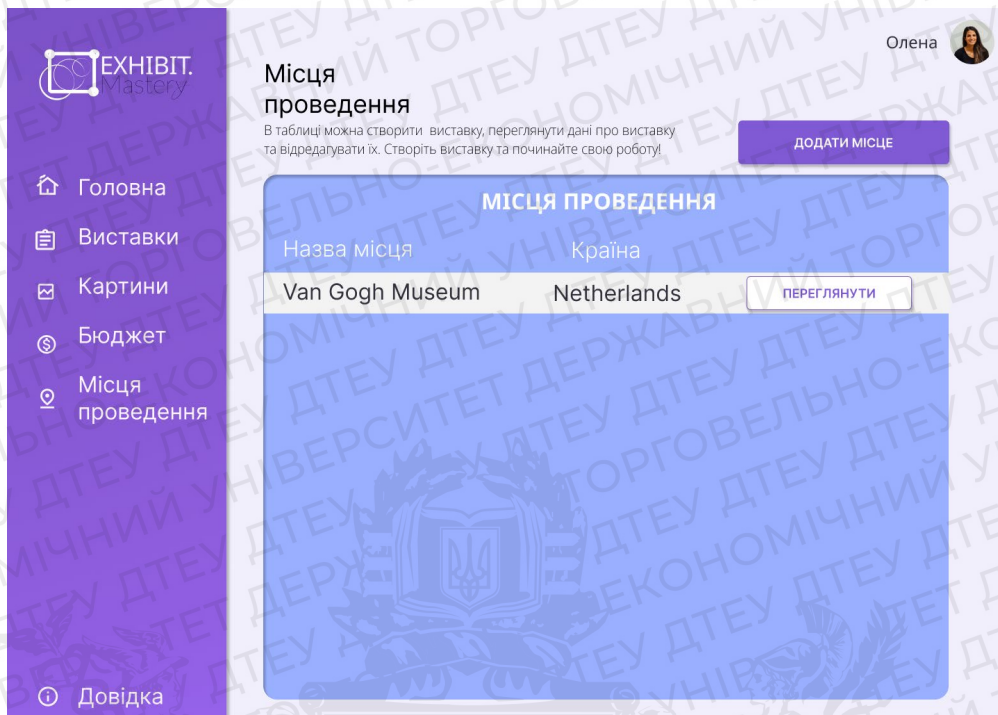 EXHIBIT.
Mastery
Олена
Місця
проведення
В таблиці можна створити виставку, переглянути дані про виставку
та відредагувати їх. Створіть виставку та починайте свою роботу!
ДОДАТИ МІСЦЕ
Головна
Виставки
Картини
Бюджет
Місця
проведення
Довідка
МІСЦЯ ПРОВЕДЕННЯ
Назва місця Країна
Van Gogh Museum Netherlands ПЕРЕГЛЯНУТИ